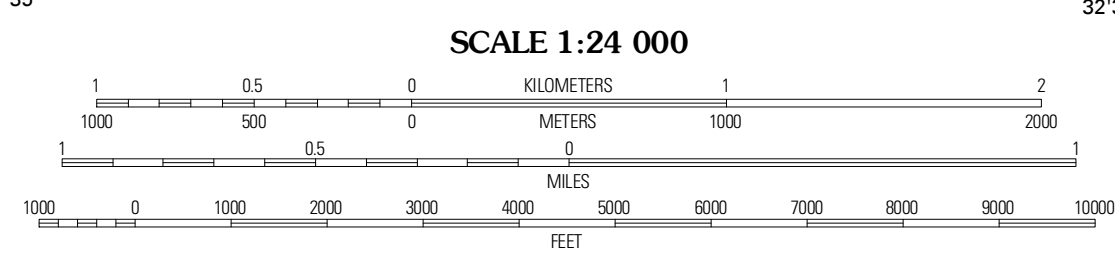 SCALE 1:24 000
1 0.5 0 KILOMETERS 1 2
1000 500 0 METERS 1000 2000
1 0.5 0 1
MILES
1000 0 1000 2000 3000 4000 5000 6000 7000 8000 9000 10000
FEET